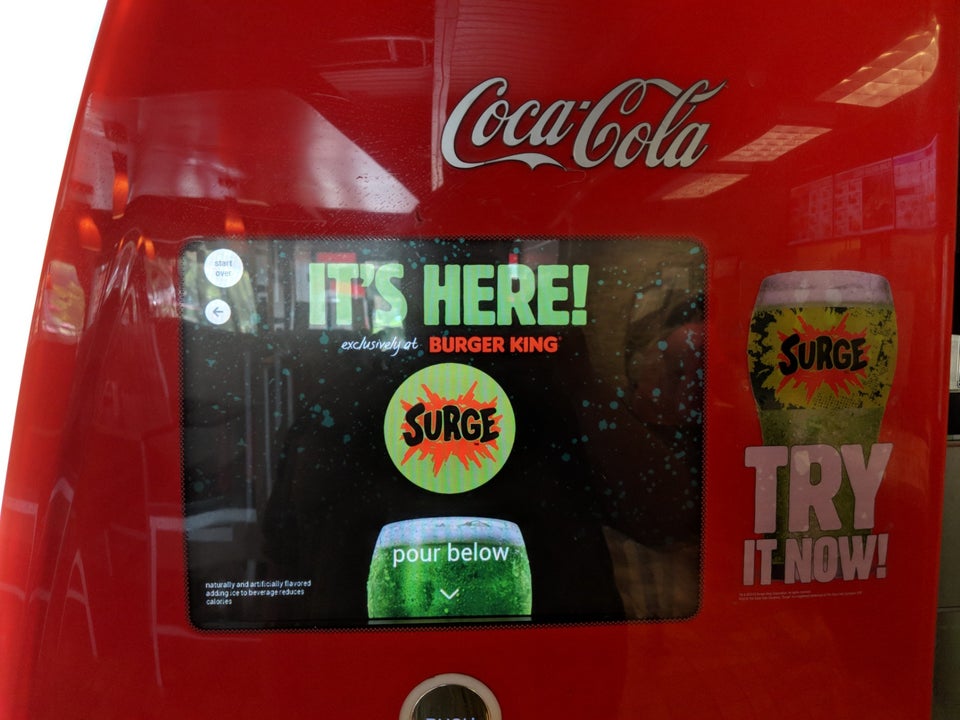 Coca-Cola
start
over
IT'S HERE!
exclusively at BURGER KING
SURGE
pour below
naturally and artificially flavored
adding ice to beverage reduces
calories
SURGE
TRY
IT NOW!